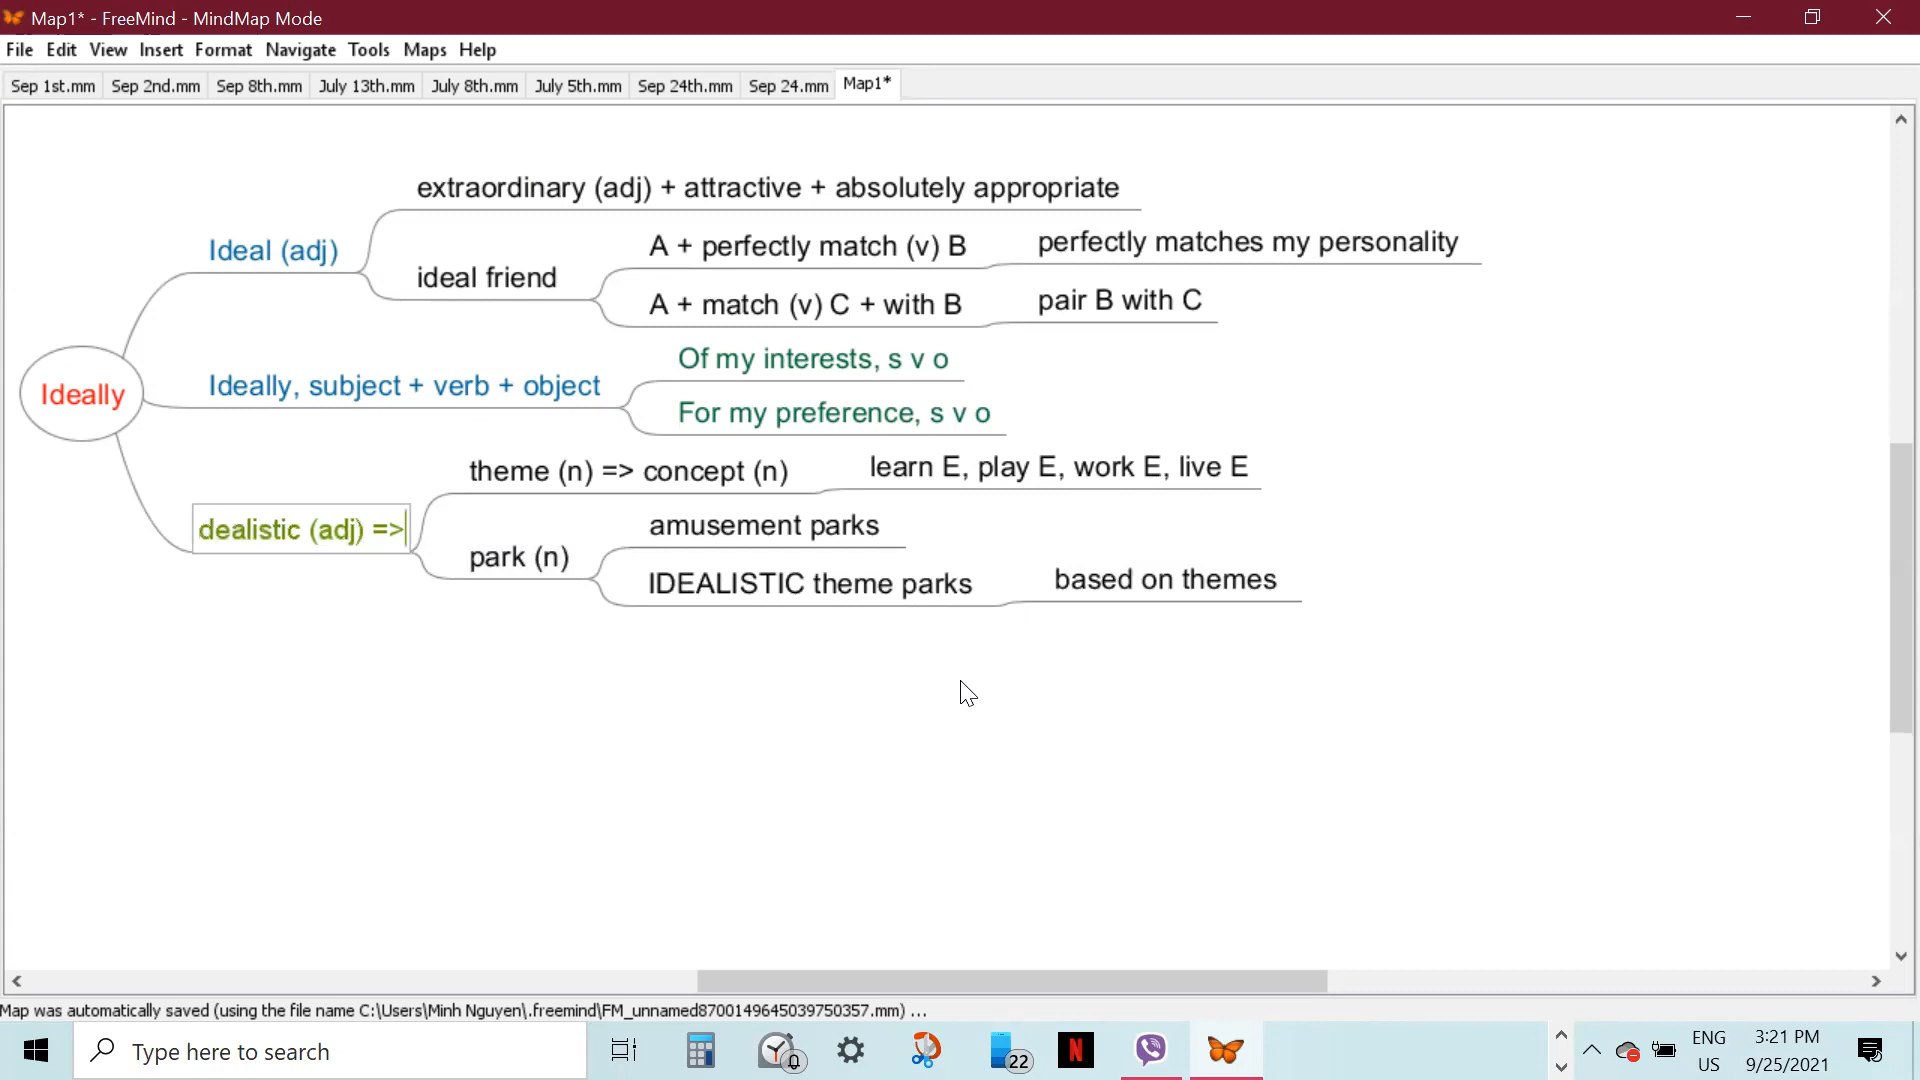 Map1* - FreeMind - MindMap Mode
File Edit View Insert Format Navigate Tools Maps Help
Sep 1st.mm Sep 2nd.mm Sep 8th.mm July 13th.mm July 8th.mm July 5th.mm Sep 24th.mm Sep 24.mm Map1*
extraordinary (adj) + attractive + absolutely appropriate
Ideal (adj)
A + perfectly match (v) B
perfectly matches my personality
ideal friend
A + match (v) C + with B
pair B with C
Ideally
Ideally, subject + verb + object
Of my interests, s v o
For my preference, s v o
theme (n) => concept (n)
learn E, play E, work E, live E
dealistic (adj) =>
amusement parks
park (n)
IDEALISTIC theme parks
based on themes
Map was automatically saved (using the file name C:\Users\Minh Nguyen\.freemind\FM_unnamed8700149645039750357.mm) ...
Type here to search
22
N
ENG
US
3:21 PM
9/25/2021